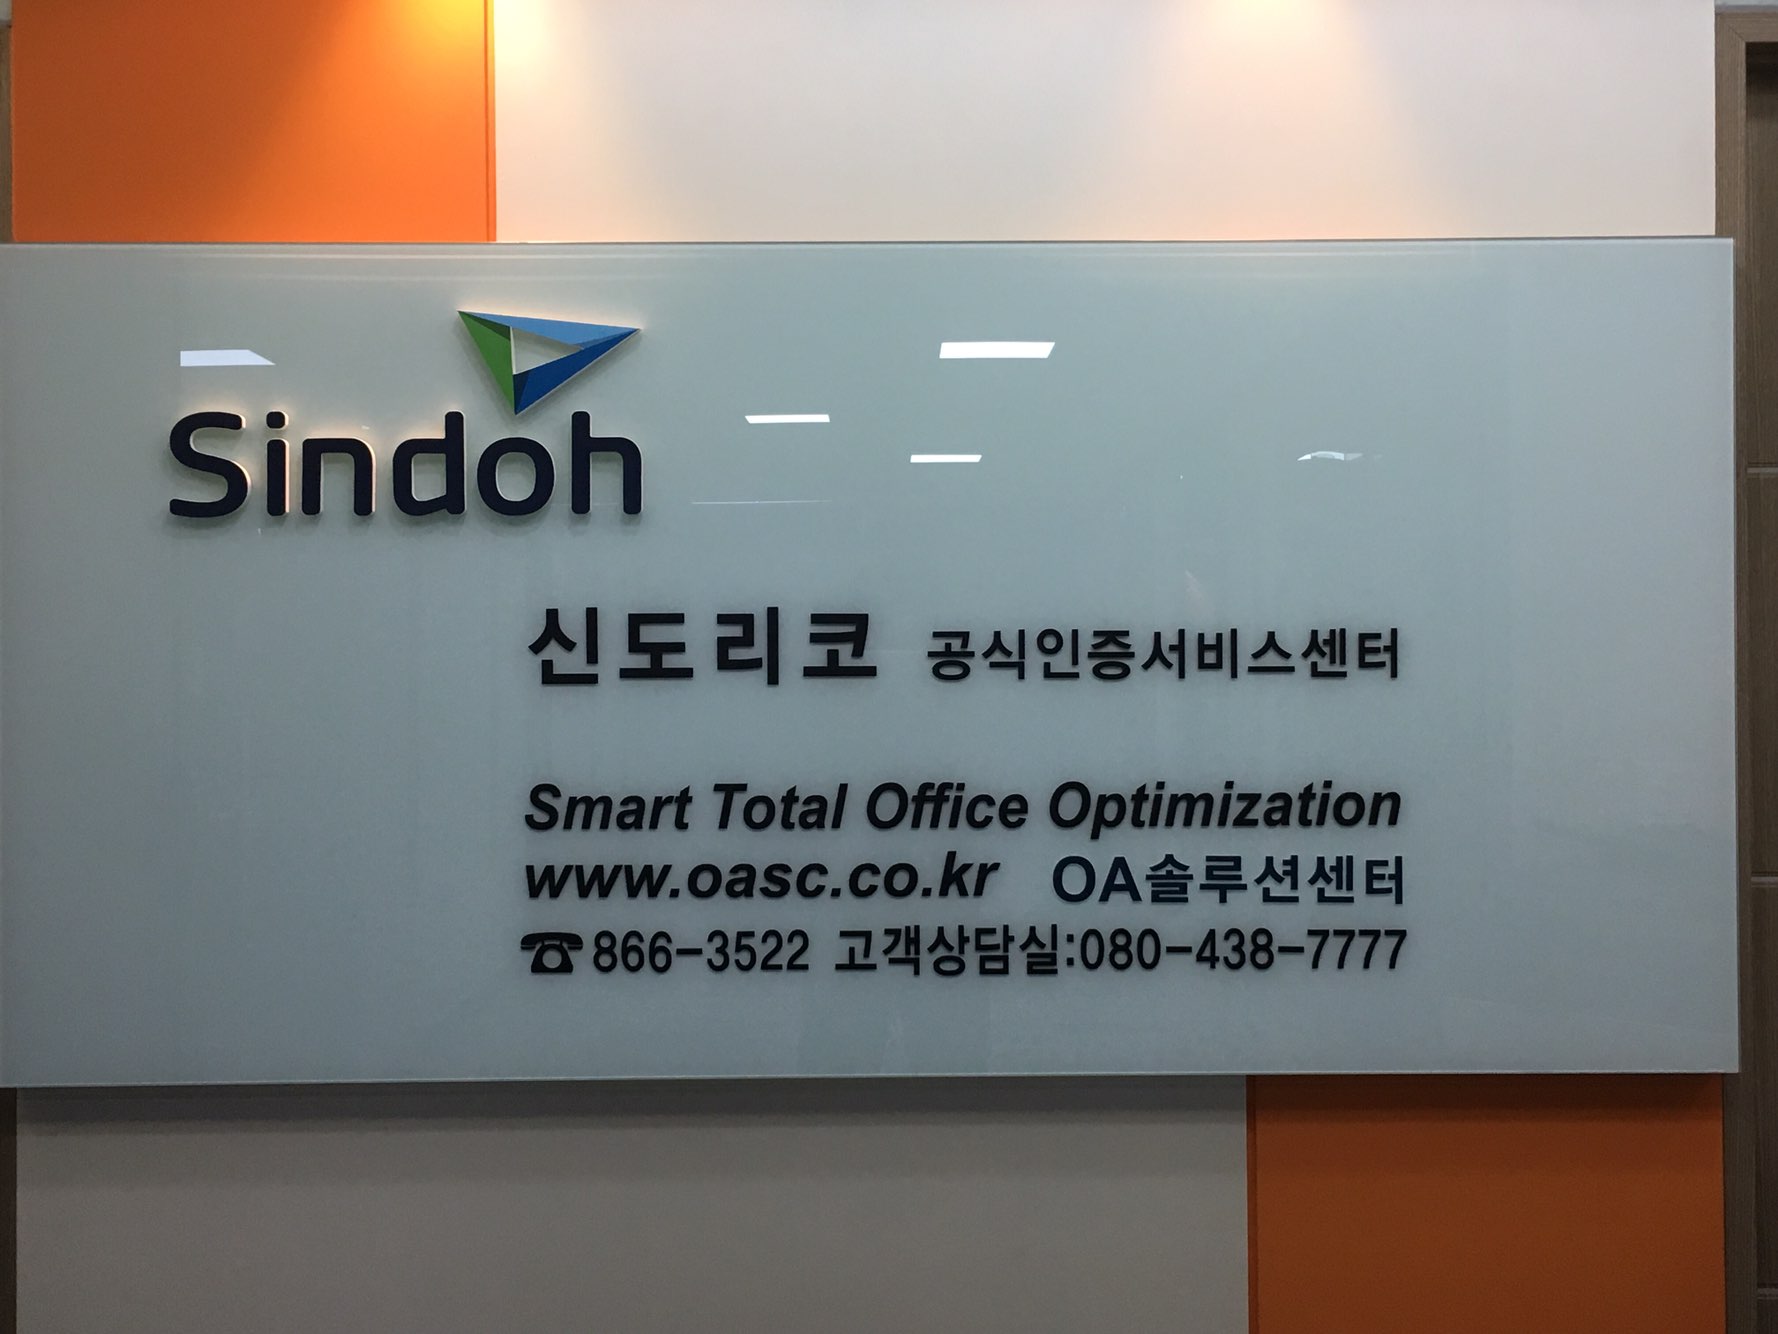 Sindoh
신도리코 공식인증서비스센터
Smart Total Office Optimization
www.oasc.co.kr OA솔루션센터
☎866-3522 고객상담실:080-438-7777